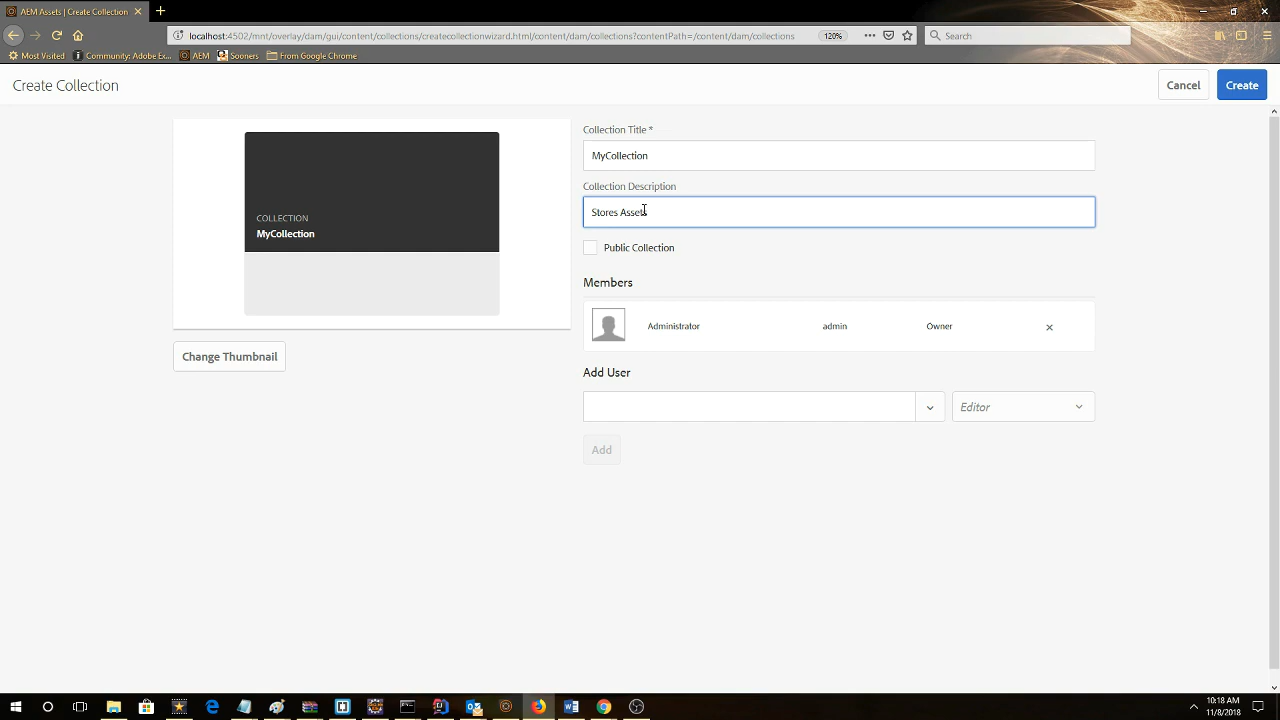 AEM Assets | Create Collection
localhost:4502/mnt/overlay/dam/gui/content/collections/createcollectionwizard.html/content/dam/collections?contentPath=/content/dam/collections
120%
Search
Most Visited
Community: Adobe Ex...
AEM
Sooners
From Google Chrome
Create Collection
Cancel
Create
COLLECTION
MyCollection
Change Thumbnail
Collection Title *
MyCollection
Collection Description
Stores Assets
Public Collection
Members
Administrator admin Owner
Add User
Editor
Add
10:18 AM
11/8/2018